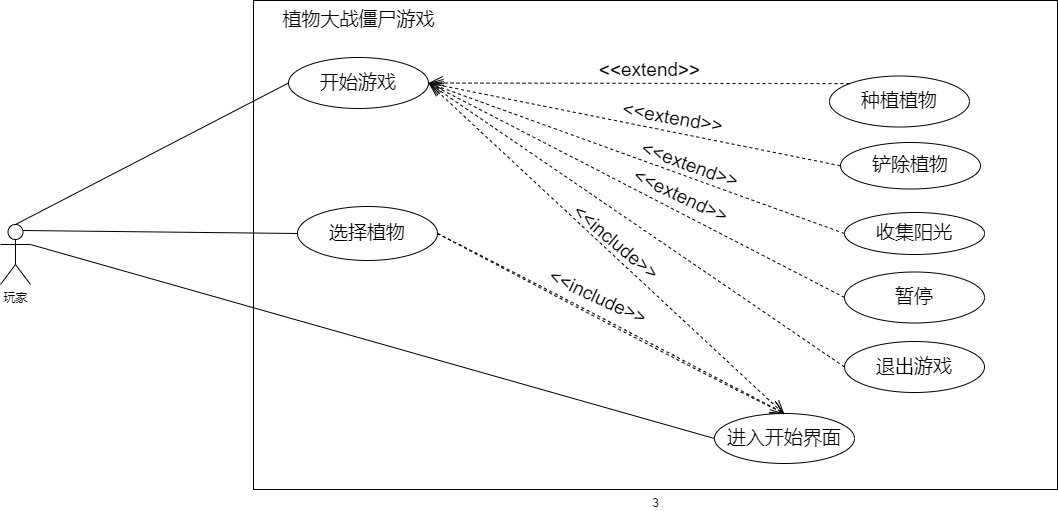 植物大战僵尸游戏
开始游戏
<<extend>>
种植植物
<<extend>>
铲除植物
<<extend>>
<<extend>>
选择植物
<<include>>
收集阳光
<<include>>
暂停
玩家
退出游戏
进入开始界面
3